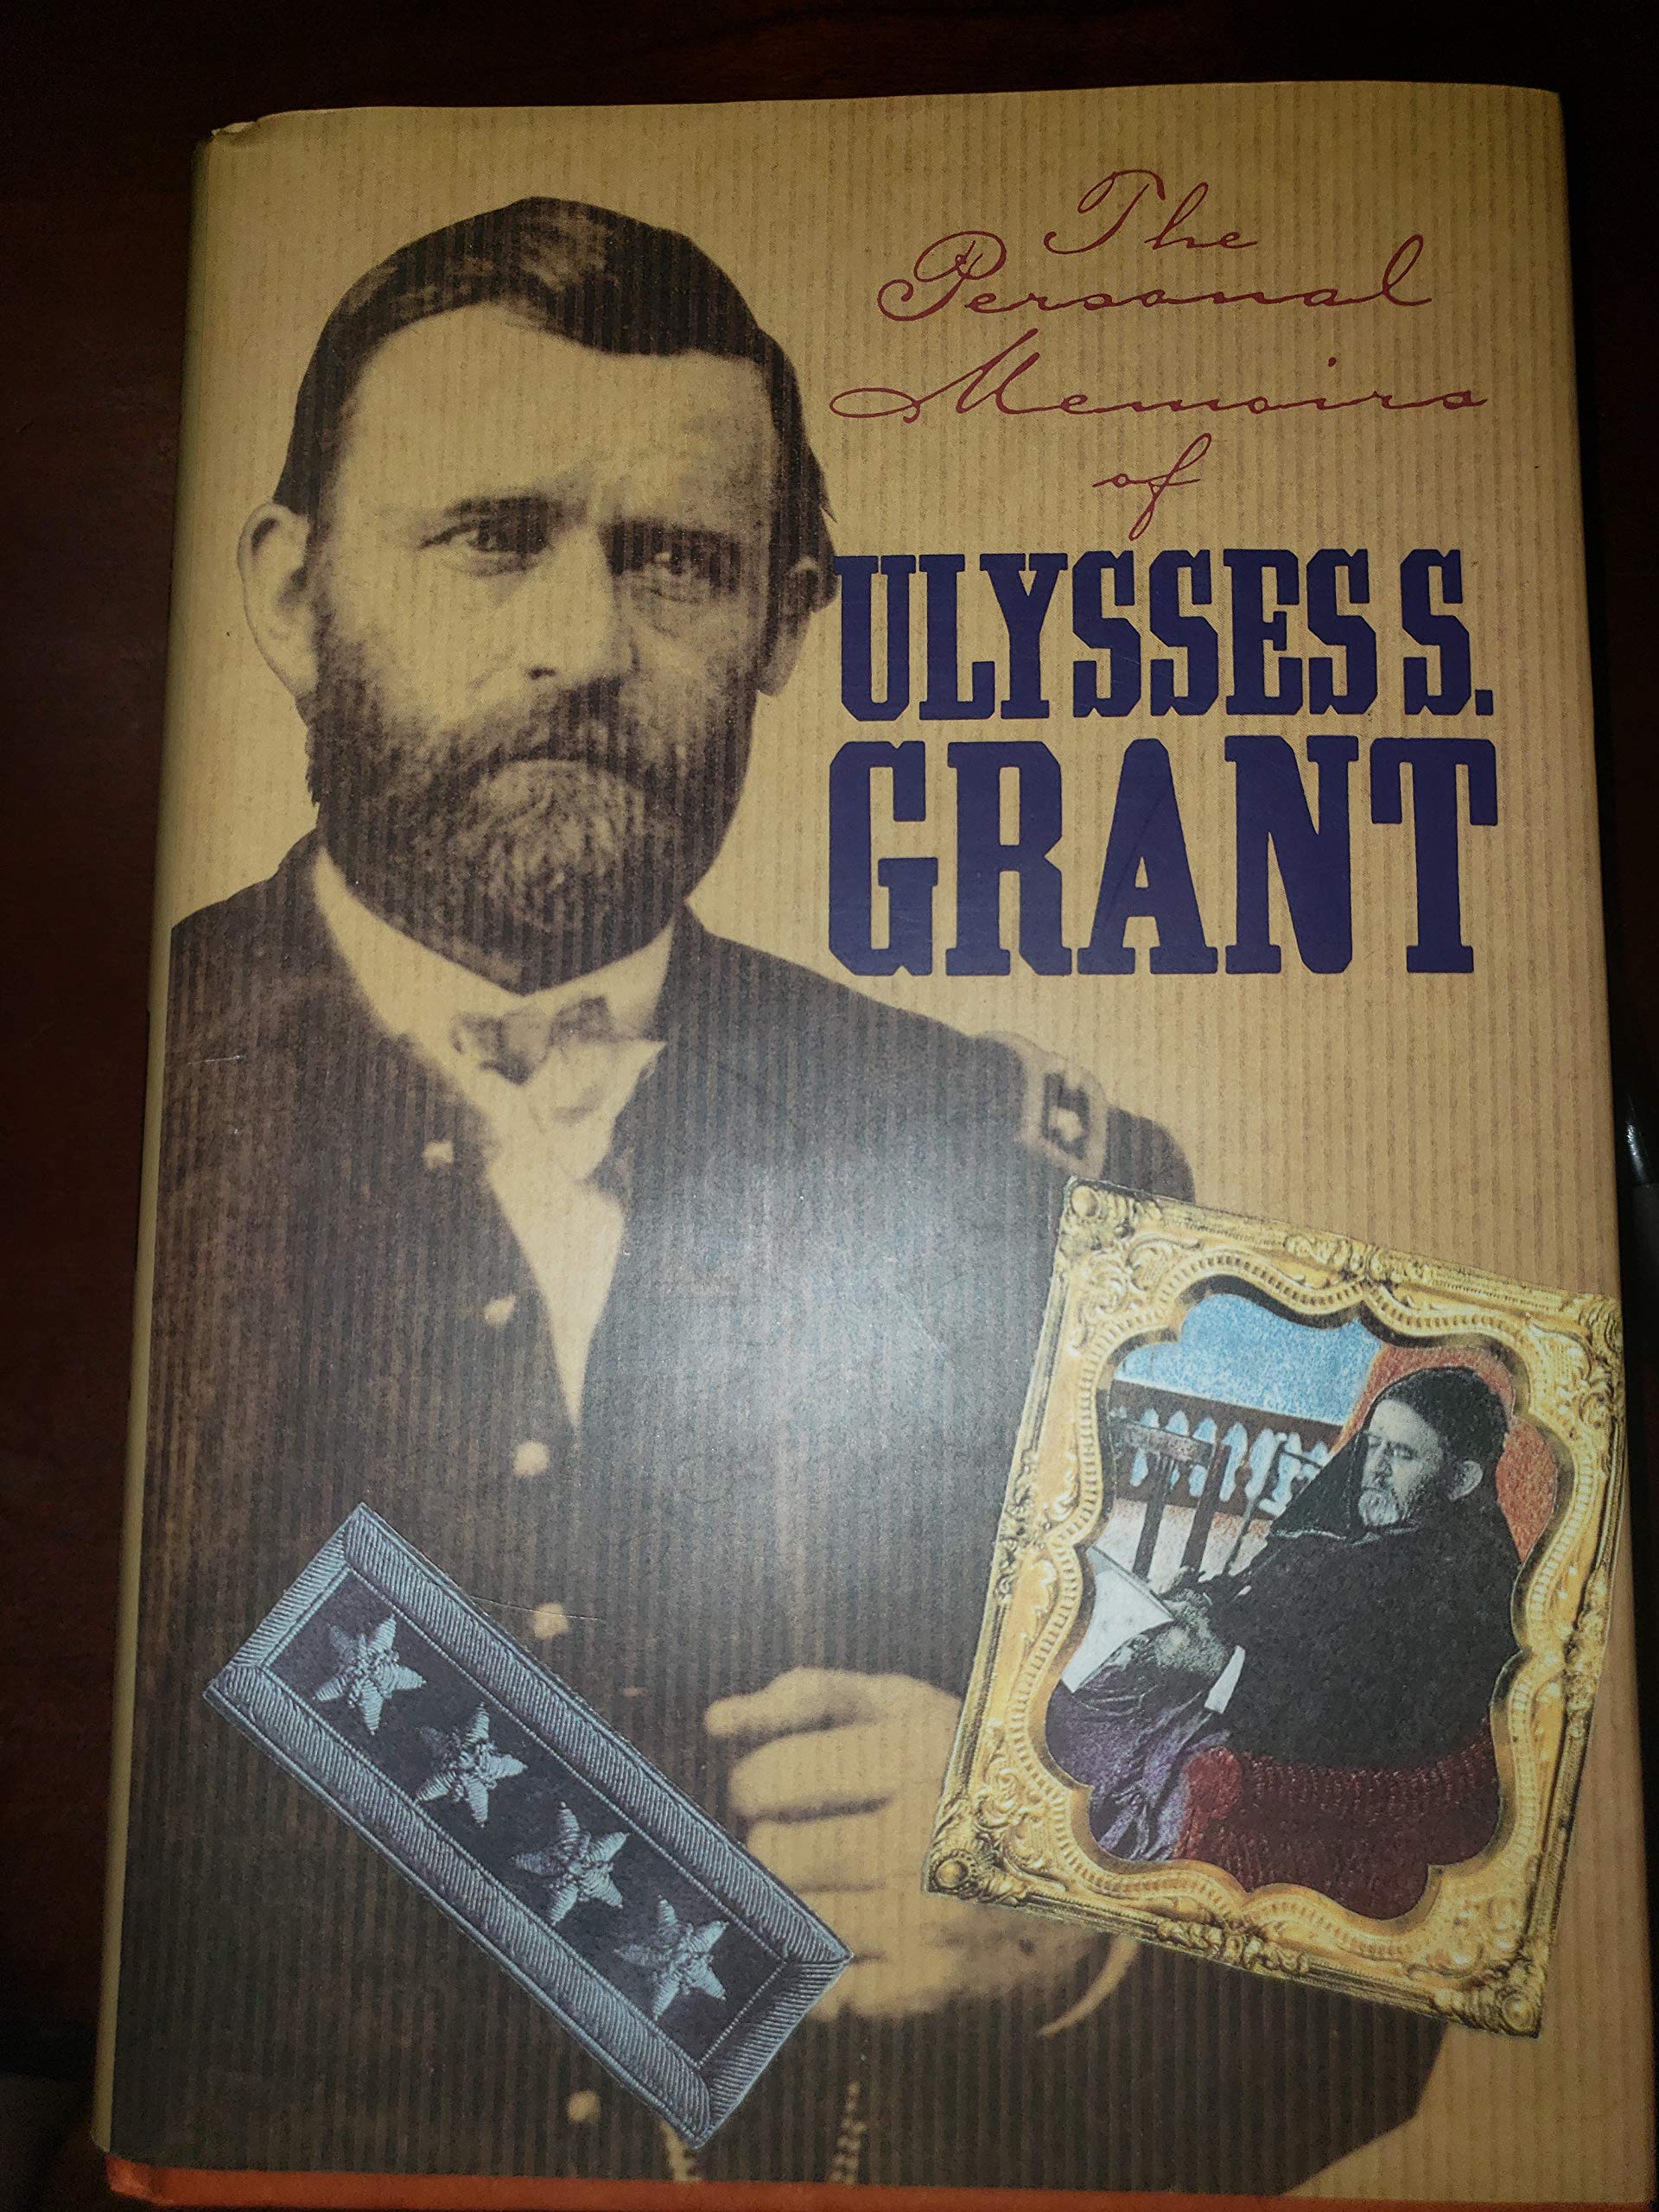 The
Personal
Memoirs
of
ULYSSES S.
GRANT